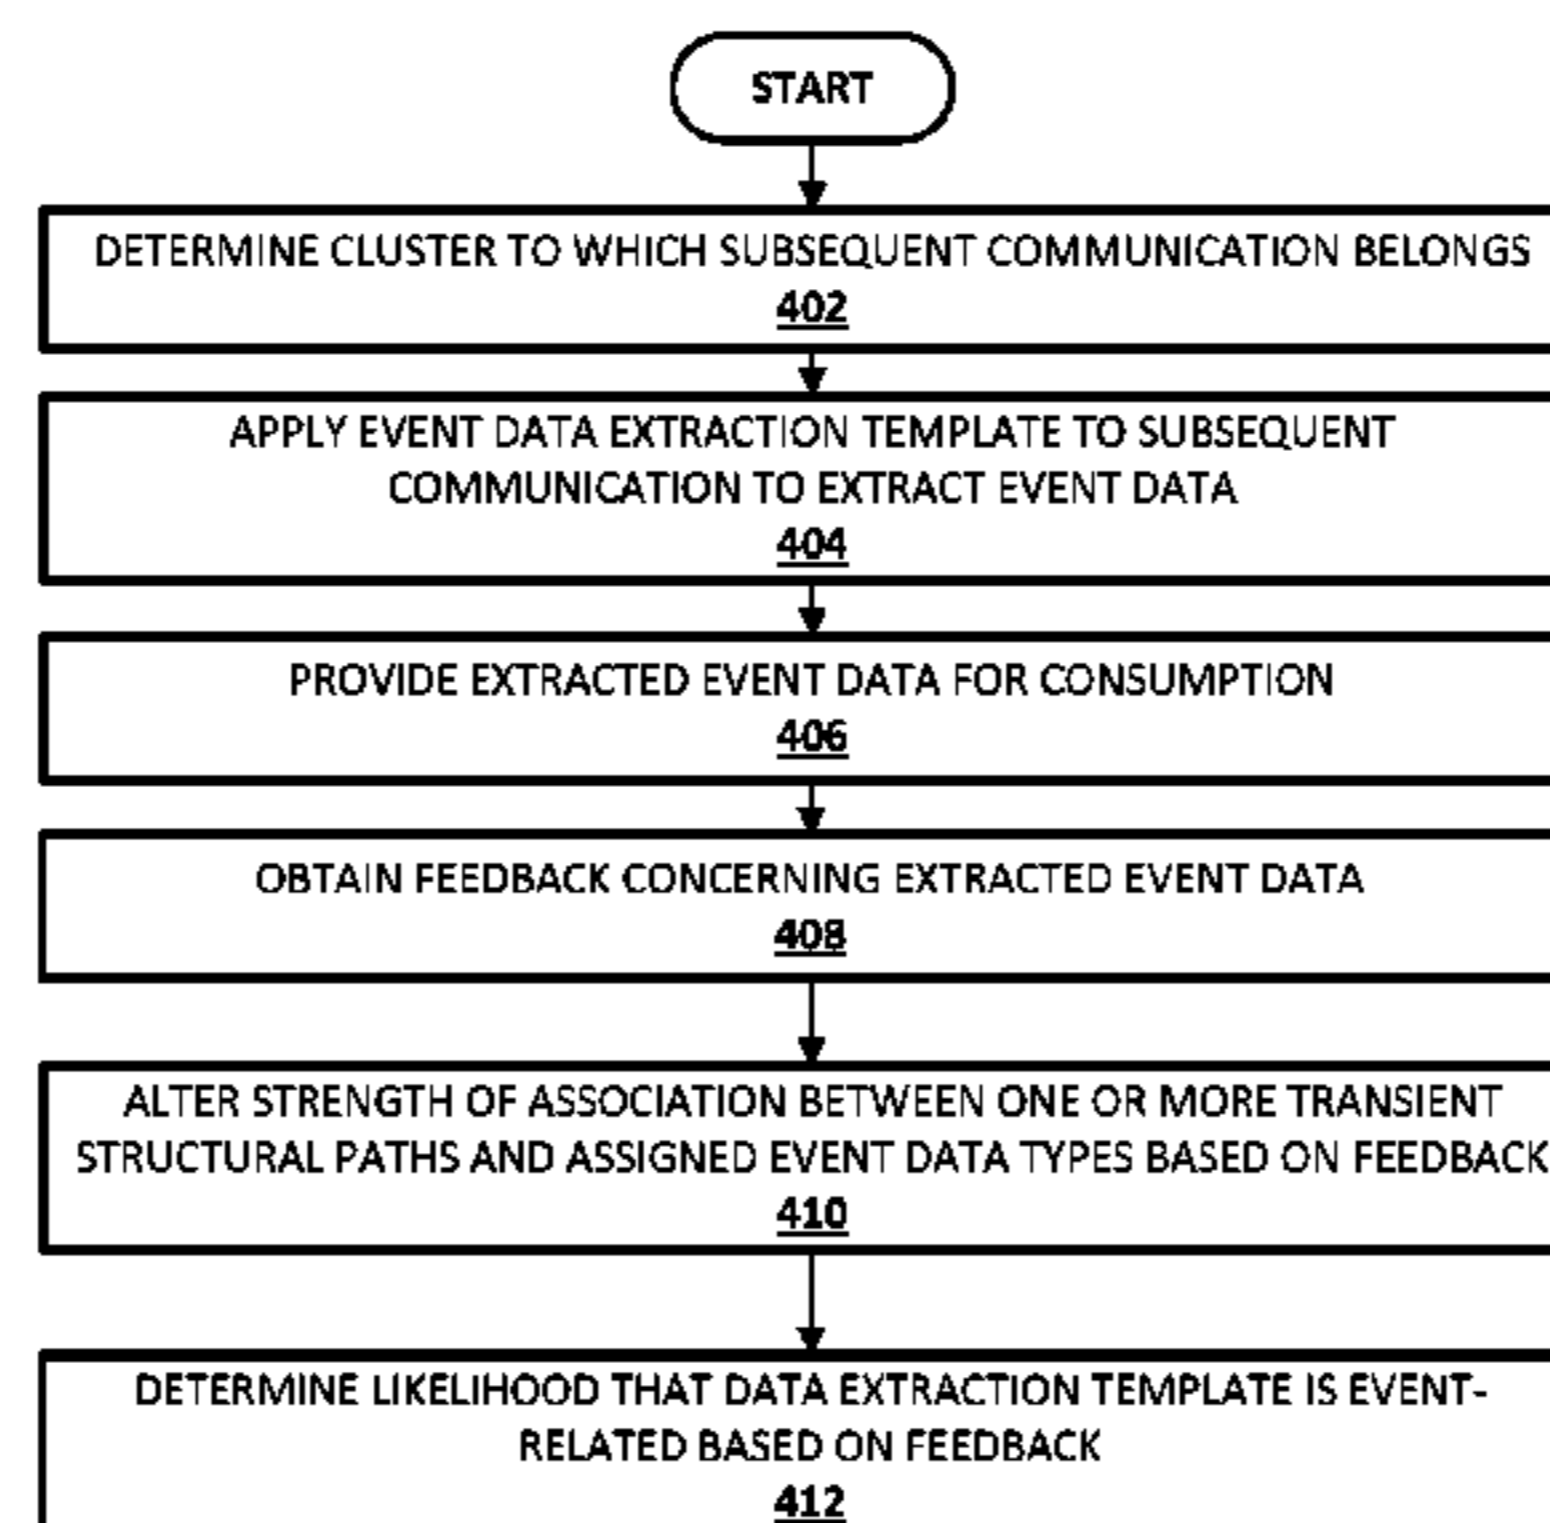 START
DETERMINE CLUSTER TO WHICH SUBSEQUENT COMMUNICATION BELONGS
402
APPLY EVENT DATA EXTRACTION TEMPLATE TO SUBSEQUENT
COMMUNICATION TO EXTRACT EVENT DATA
404
PROVIDE EXTRACTED EVENT DATA FOR CONSUMPTION
406
OBTAIN FEEDBACK CONCERNING EXTRACTED EVENT DATA
408
ALTER STRENGTH OF ASSOCIATION BETWEEN ONE OR MORE TRANSIENT
STRUCTURAL PATHS AND ASSIGNED EVENT DATA TYPES BASED ON FEEDBACK
410
DETERMINE LIKELIHOOD THAT DATA EXTRACTION TEMPLATE IS EVENT-
RELATED BASED ON FEEDBACK
412